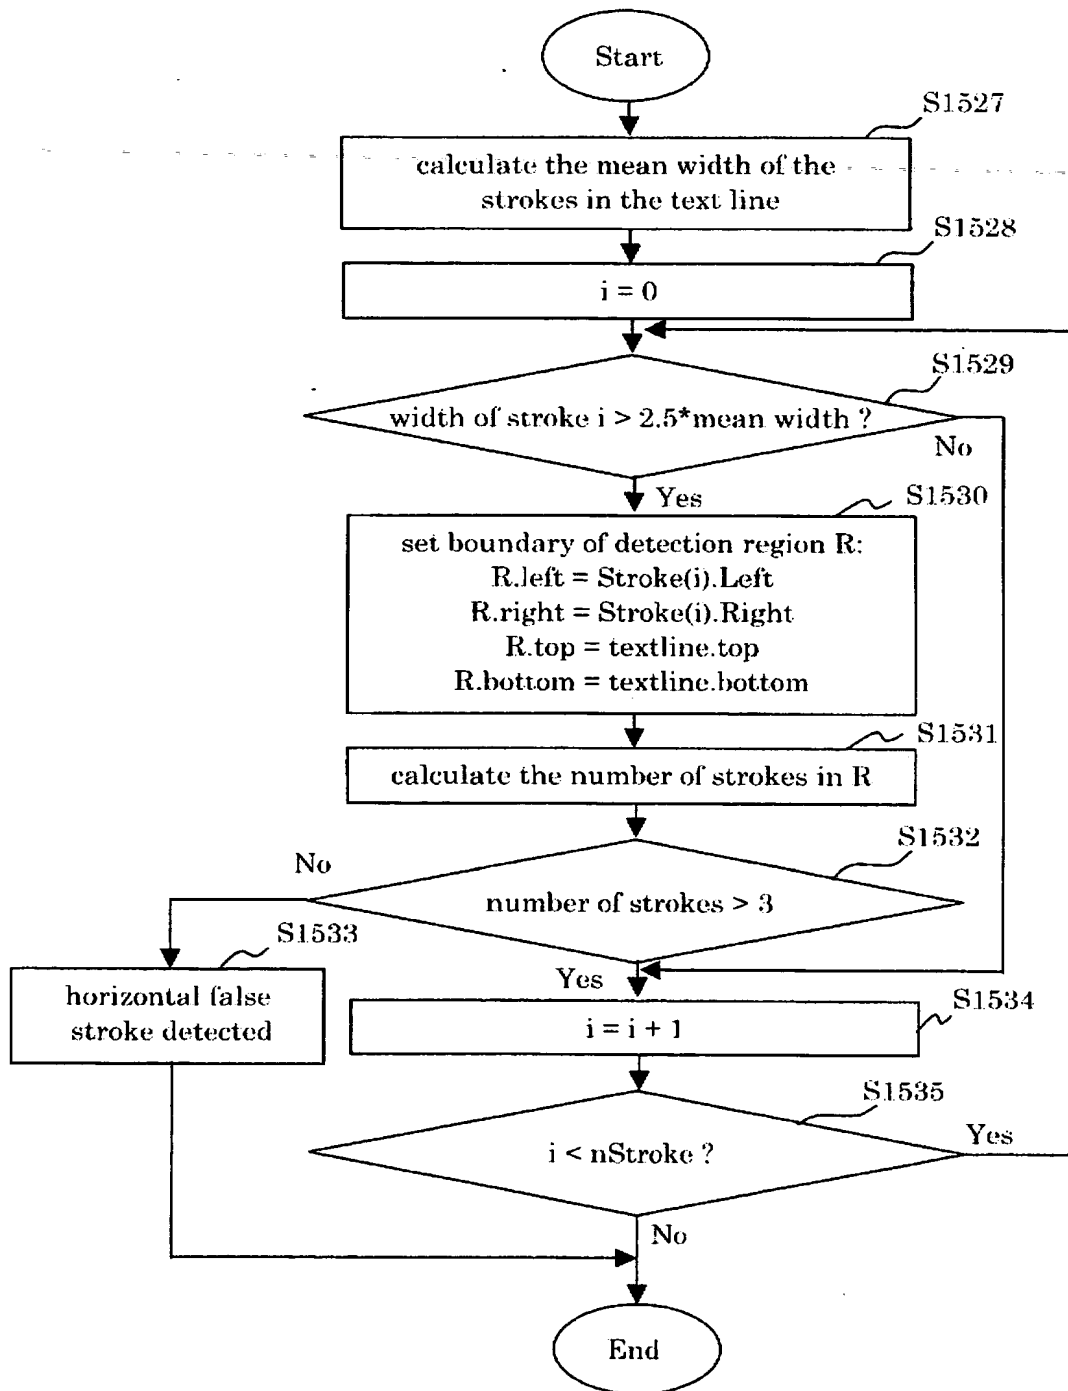 Start
S1527
calculate the mean width of the
strokes in the text line
S1528
i = 0
S1529
width of stroke i > 2.5*mean width ?
No
Yes
S1530
set boundary of detection region R:
R.left = Stroke(i).Left
R.right = Stroke(i).Right
R.top = textline.top
R.bottom = textline.bottom
S1531
calculate the number of strokes in R
S1532
No
number of strokes > 3
S1533
Yes
horizontal false
stroke detected
S1534
i = i + 1
S1535
Yes
i < nStroke ?
No
End